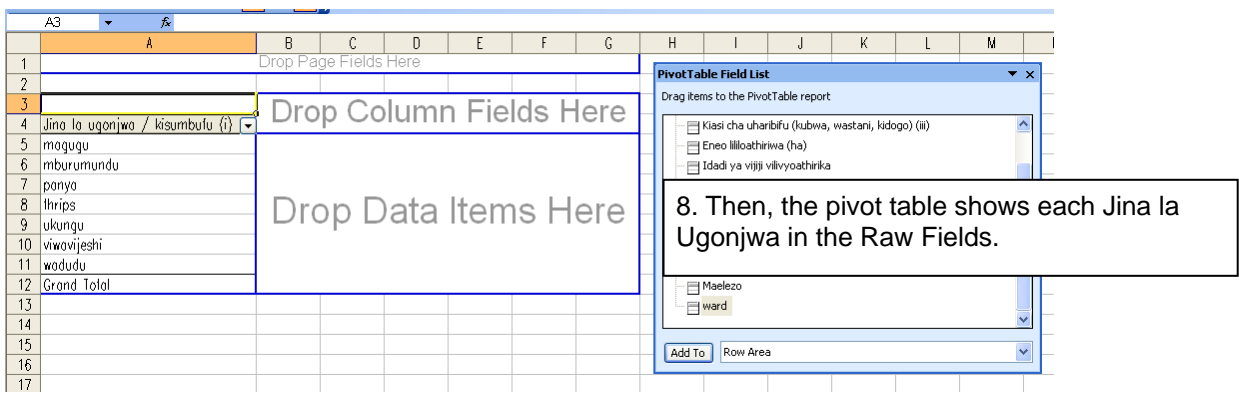 A3 fx
A B C D E F G H I J K L M
1 Drop Page Fields Here
2
3 Drop Column Fields Here
4 Jina la ugonjwa / kisumbufu (i)
5 magugu
6 mburumundu
7 panya
8 thrips
9 ukungu
10 viwavijeshi
11 wadudu
12 Grand Total
13
14
15
16
17
Drop Data Items Here
PivotTable Field List
Drag items to the PivotTable report
Kiasi cha uharibifu (kubwa, wastani, kidogo) (iii)
Eneo lililoathiriwa (ha)
Idadi ya vijiji vilivyoathirika
8. Then, the pivot table shows each Jina la
Ugonjwa in the Raw Fields.
Maelezo
ward
Add To Row Area